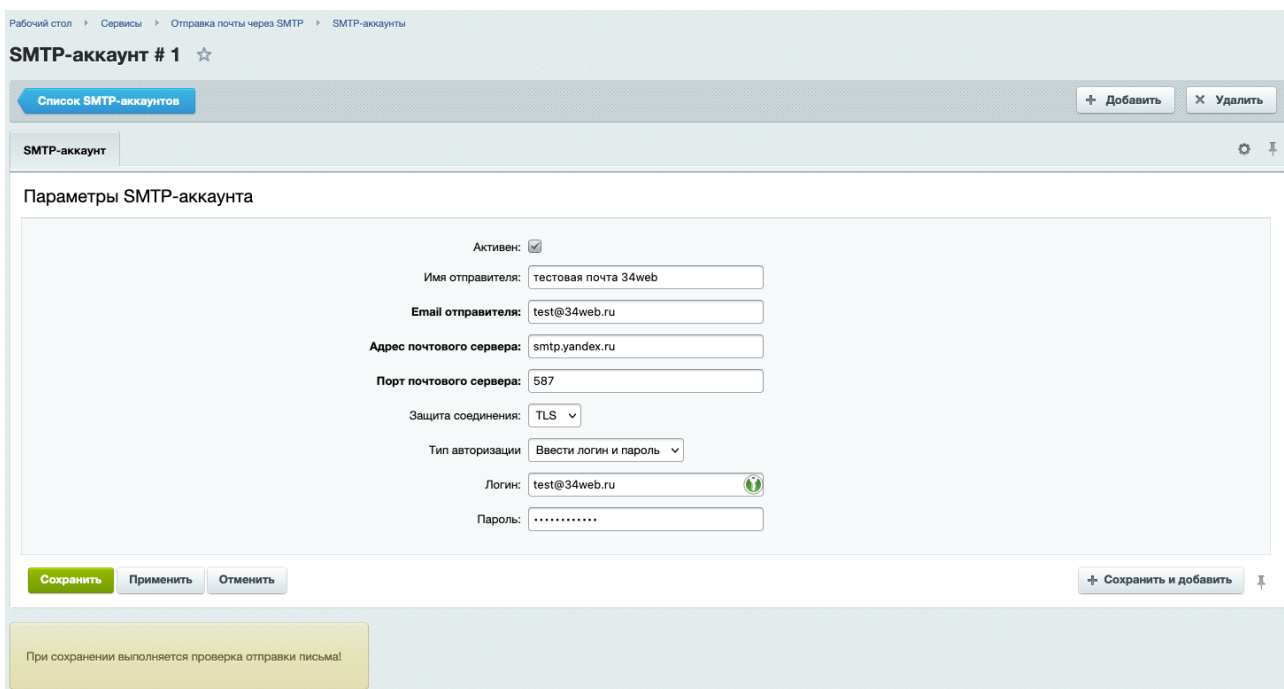 Рабочий стол Сервисы Отправка почты через SMTP SMTP-аккаунты
SMTP-аккаунт # 1
Список SMTP-аккаунтов
+ Добавить × Удалить
SMTP-аккаунт
Параметры SMTP-аккаунта
Активен:
Имя отправителя: тестовая почта 34web
Email отправителя: test@34web.ru
Адрес почтового сервера: smtp.yandex.ru
Порт почтового сервера: 587
Защита соединения: TLS
Тип авторизации Ввести логин и пароль
Логин: test@34web.ru
Пароль: ••••••••••••
Сохранить Применить Отменить + Сохранить и добавить
При сохранении выполняется проверка отправки письма!